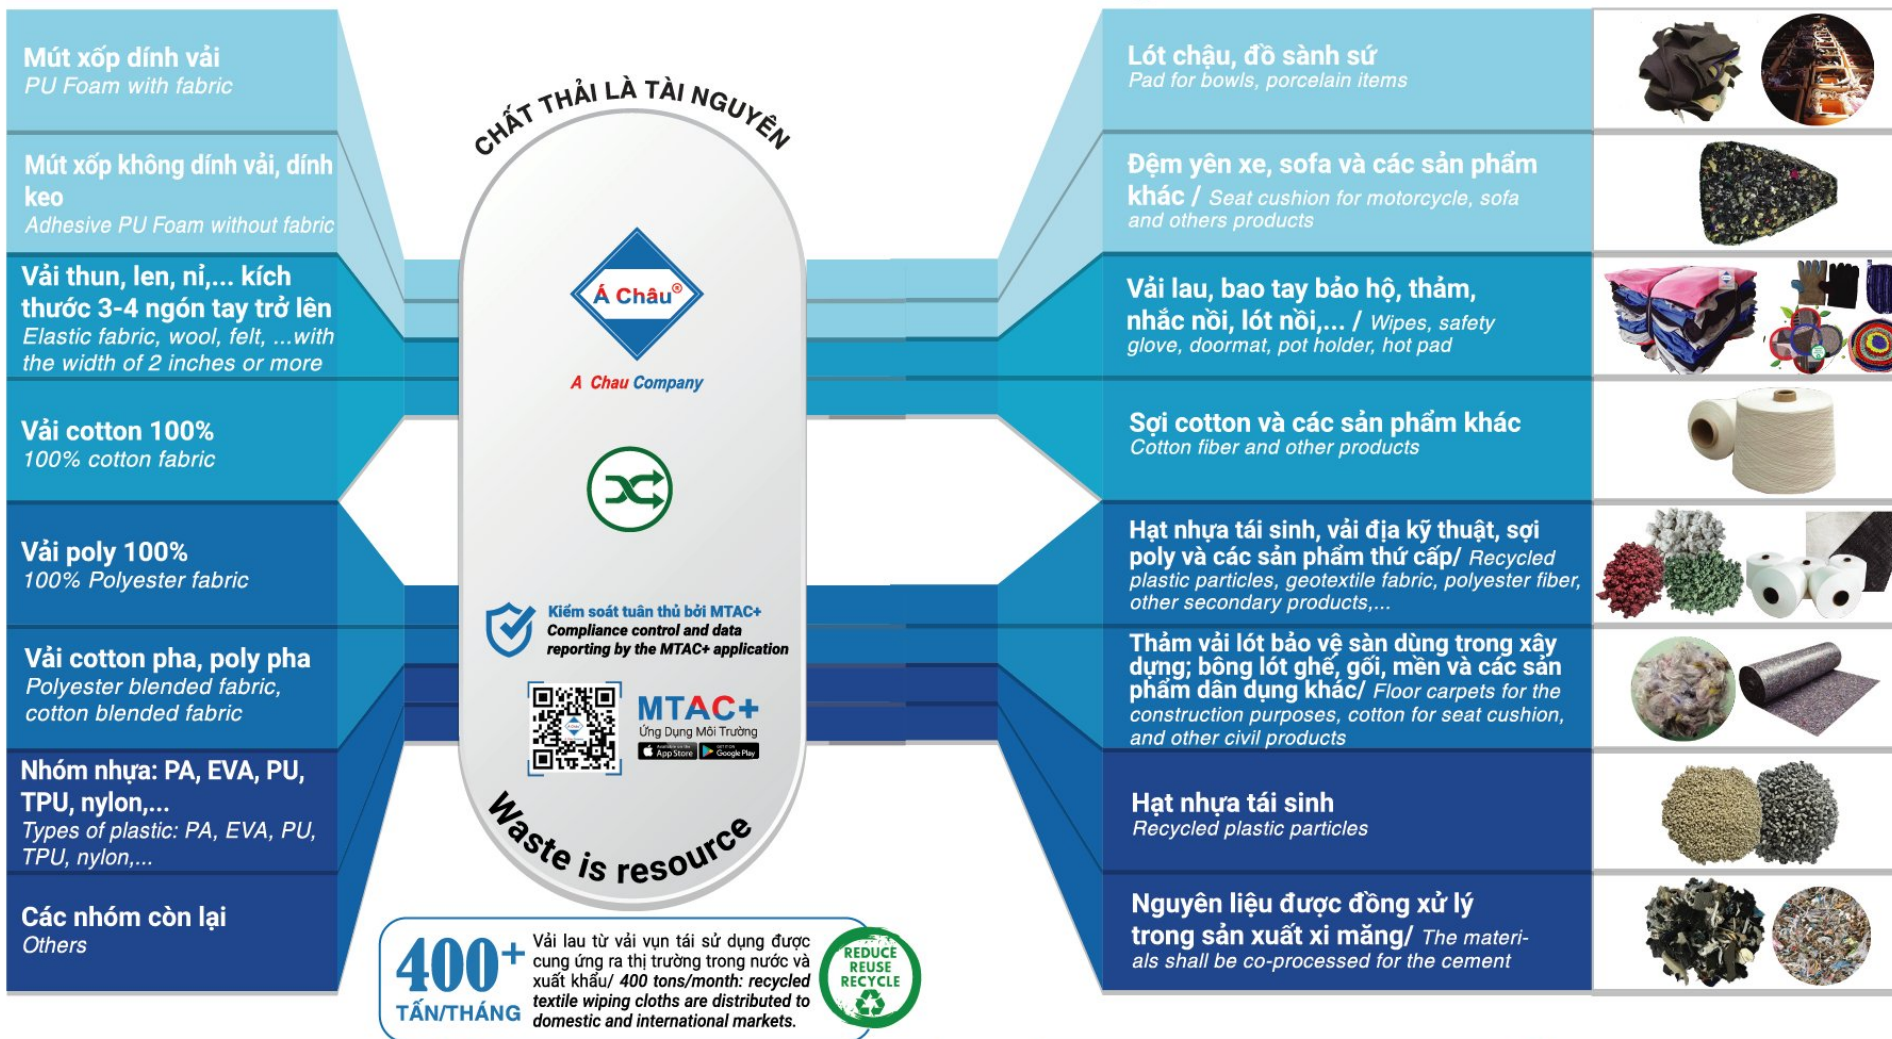 Mút xốp dính vải
PU Foam with fabric
Mút xốp không dính vải, dính
keo
Adhesive PU Foam without fabric
Vải thun, len, nỉ,... kích
thước 3-4 ngón tay trở lên
Elastic fabric, wool, felt, ...with
the width of 2 inches or more
Vải cotton 100%
100% cotton fabric
Vải poly 100%
100% Polyester fabric
Vải cotton pha, poly pha
Polyester blended fabric,
cotton blended fabric
Nhóm nhựa: PA, EVA, PU,
TPU, nylon,...
Types of plastic: PA, EVA, PU,
TPU, nylon,...
Các nhóm còn lại
Others
CHẤT THẢI LÀ TÀI NGUYÊN
Á Châu®
A Chau Company
Kiểm soát tuân thủ bởi MTAC+
Compliance control and data
reporting by the MTAC+ application
MTAC+
Ứng Dụng Môi Trường
Available on the
App Store
GET IT ON
Google Play
Waste is resource
400+
TẤN/THÁNG
Vải lau từ vải vụn tái sử dụng được
cung ứng ra thị trường trong nước và
xuất khẩu/ 400 tons/month: recycled
textile wiping cloths are distributed to
domestic and international markets.
REDUCE
REUSE
RECYCLE
Lót chậu, đồ sành sứ
Pad for bowls, porcelain items
Đệm yên xe, sofa và các sản phẩm
khác / Seat cushion for motorcycle, sofa
and others products
Vải lau, bao tay bảo hộ, thảm,
nhắc nồi, lót nồi,... / Wipes, safety
glove, doormat, pot holder, hot pad
Sợi cotton và các sản phẩm khác
Cotton fiber and other products
Hạt nhựa tái sinh, vải địa kỹ thuật, sợi
poly và các sản phẩm thứ cấp/ Recycled
plastic particles, geotextile fabric, polyester fiber,
other secondary products,...
Thảm vải lót bảo vệ sàn dùng trong xây
dựng; bông lót ghế, gối, mền và các sản
phẩm dân dụng khác/ Floor carpets for the
construction purposes, cotton for seat cushion,
and other civil products
Hạt nhựa tái sinh
Recycled plastic particles
Nguyên liệu được đồng xử lý
trong sản xuất xi măng/ The materi-
als shall be co-processed for the cement